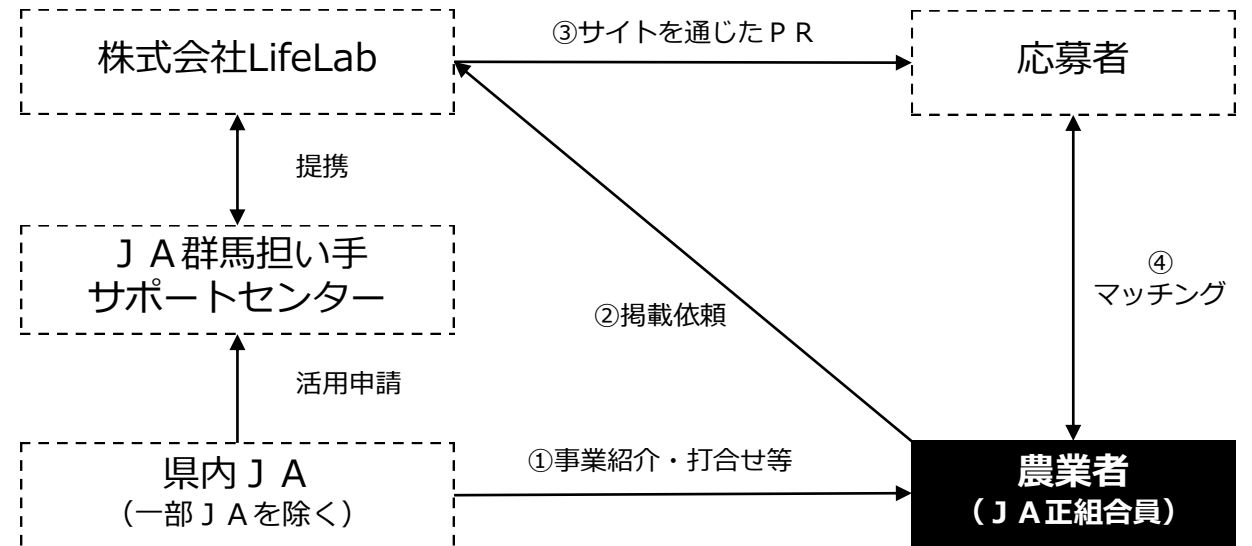 株式会社LifeLab
③サイトを通じたＰＲ
応募者
提携
ＪＡ群馬担い手
サポートセンター
②掲載依頼
④
マッチング
活用申請
県内ＪＡ
（一部ＪＡを除く）
①事業紹介・打合せ等
農業者
（ＪＡ正組合員）